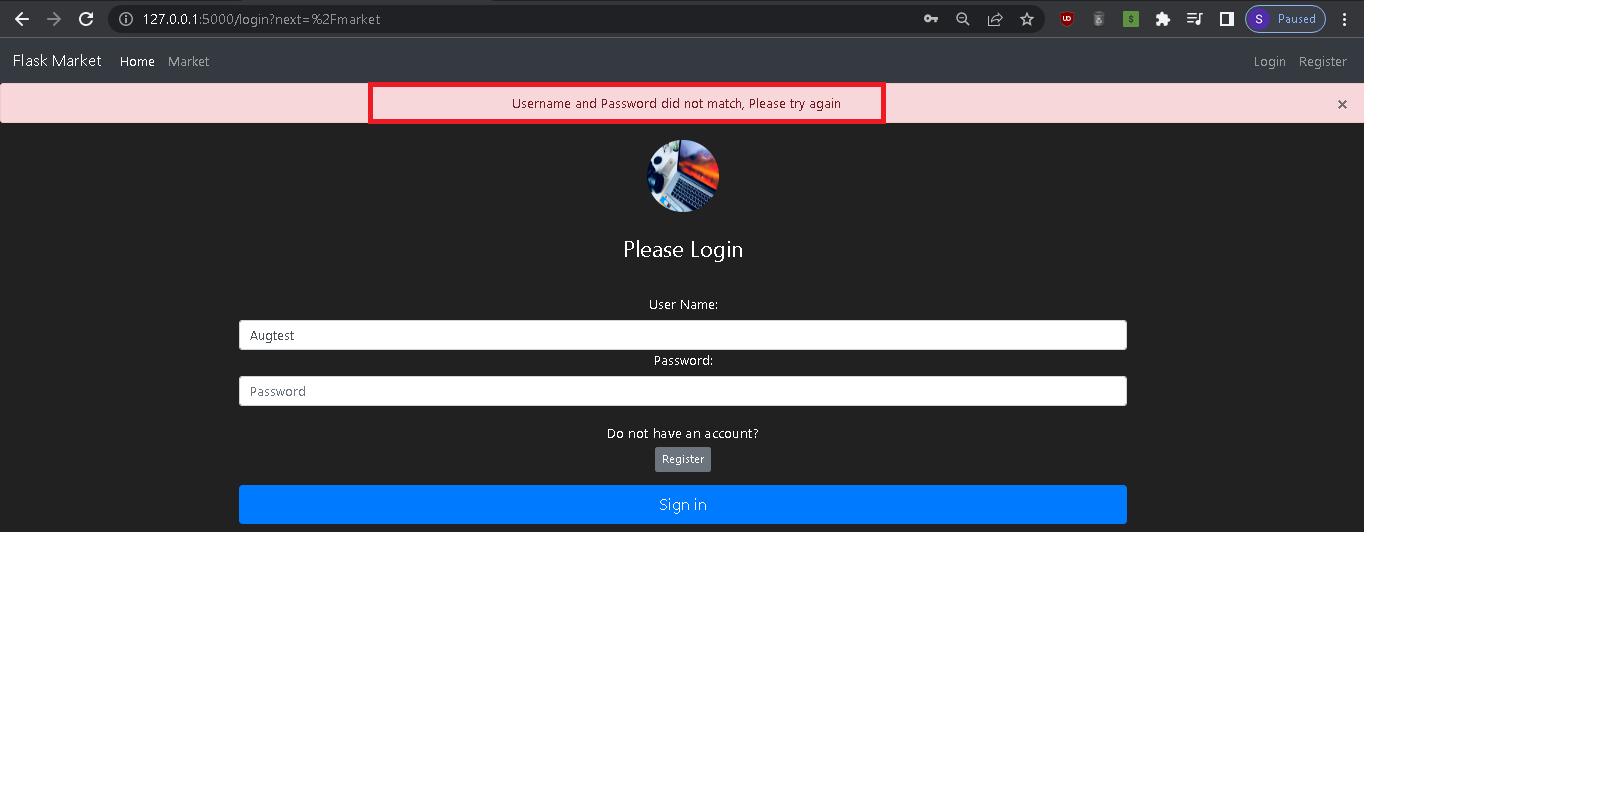 127.0.0.1:5000/login?next=%2Fmarket
S Paused
Flask Market Home Market Login Register
Username and Password did not match, Please try again ×
Please Login
User Name:
Augtest
Password:
Password
Do not have an account?
Register
Sign in